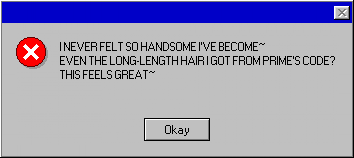 I NEVER FELT SO HANDSOME I'VE BECOME~
EVEN THE LONG-LENGTH HAIR I GOT FROM PRIME'S CODE?
THIS FEELS GREAT~
Okay